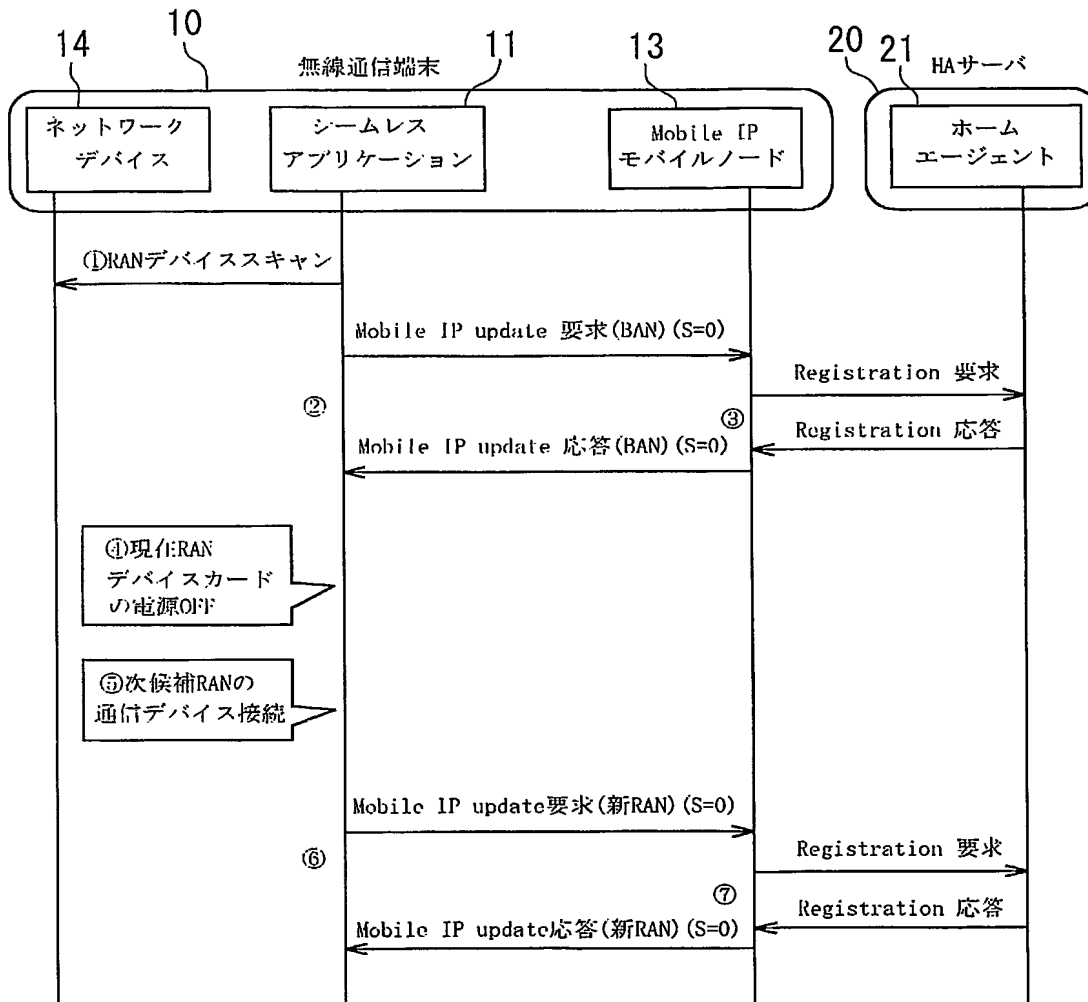 10
14
11
13
20
21
無線通信端末
HAサーバ
ネットワーク
デバイス
シームレス
アプリケーション
Mobile IP
モバイルノード
ホーム
エージェント
①RANデバイススキャン
Mobile IP update 要求(BAN)(S=0)
Registration 要求
②
③
Registration 応答
Mobile IP update 応答(BAN)(S=0)
④現在RAN
デバイスカード
の電源OFF
⑤次候補RANの
通信デバイス接続
Mobile IP update要求(新RAN)(S=0)
Registration 要求
⑥
⑦
Registration 応答
Mobile IP update応答(新RAN)(S=0)